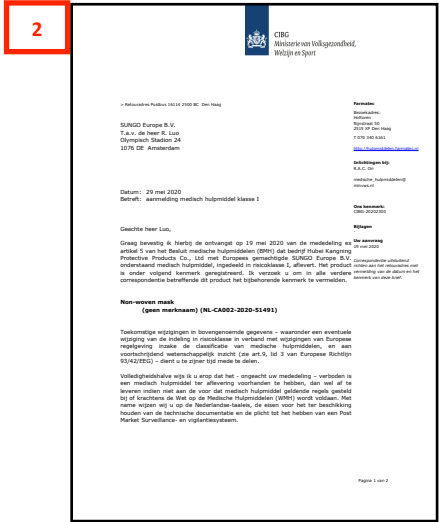 2
CIBG
Ministerie van Volksgezondheid,
Welzijn en Sport
> Retouradres Postbus 16114 2500 BC Den Haag
SUNGO Europe B.V.
T.a.v. de heer R. Luo
Olympisch Stadion 24
1076 DE Amsterdam
Datum: 29 mei 2020
Betreft: aanmelding medisch hulpmiddel klasse I
Farmatec
Bezoekadres:
Hoftoren
Rijnstraat 50
2515 XP Den Haag
T 070 340 6161
http://hulpmiddelen.farmatec.nl
Inlichtingen bij:
R.A.C. On
medische_hulpmiddelen@
minvws.nl
Ons kenmerk:
CIBG-20202300
Bijlagen
-
Uw aanvraag
19 mei 2020
Correspondentie uitsluitend
richten aan het retouradres met
vermelding van de datum en het
kenmerk van deze brief.
Geachte heer Luo,
Graag bevestig ik hierbij de ontvangst op 19 mei 2020 van de mededeling ex
artikel 5 van het Besluit medische hulpmiddelen (BMH) dat bedrijf Hubei Kangning
Protective Products Co., Ltd met Europees gemachtigde SUNGO Europe B.V.
onderstaand medisch hulpmiddel, ingedeeld in risicoklasse I, aflevert. Het product
is onder volgend kenmerk geregistreerd. Ik verzoek u om in alle verdere
correspondentie betreffende dit product het bijbehorende kenmerk te vermelden.
Non-woven mask
(geen merknaam) (NL-CA002-2020-51491)
Toekomstige wijzigingen in bovengenoemde gegevens – waaronder een eventuele
wijziging van de indeling in risicoklasse in verband met wijzigingen van Europese
regelgeving inzake de classificatie van medische hulpmiddelen, en aan
voortschrijdend wetenschappelijk inzicht (zie art.9, lid 3 van Europese Richtlijn
93/42/EEG) – dient u te zijner tijd mede te delen.
Volledigheidshalve wijs ik u erop dat het - ongeacht uw mededeling – verboden is
een medisch hulpmiddel ter aflevering voorhanden te hebben, dan wel af te
leveren indien niet aan de voor dat medisch hulpmiddel geldende regels gesteld
bij of krachtens de Wet op de Medische Hulpmiddelen (WMH) wordt voldaan. Met
name wijzen wij u op de Nederlandse-taaleis, de eisen voor het ter beschikking
houden van de technische documentatie en de plicht tot het hebben van een Post
Market Surveillance- en vigilantiesysteem.
Pagina 1 van 2